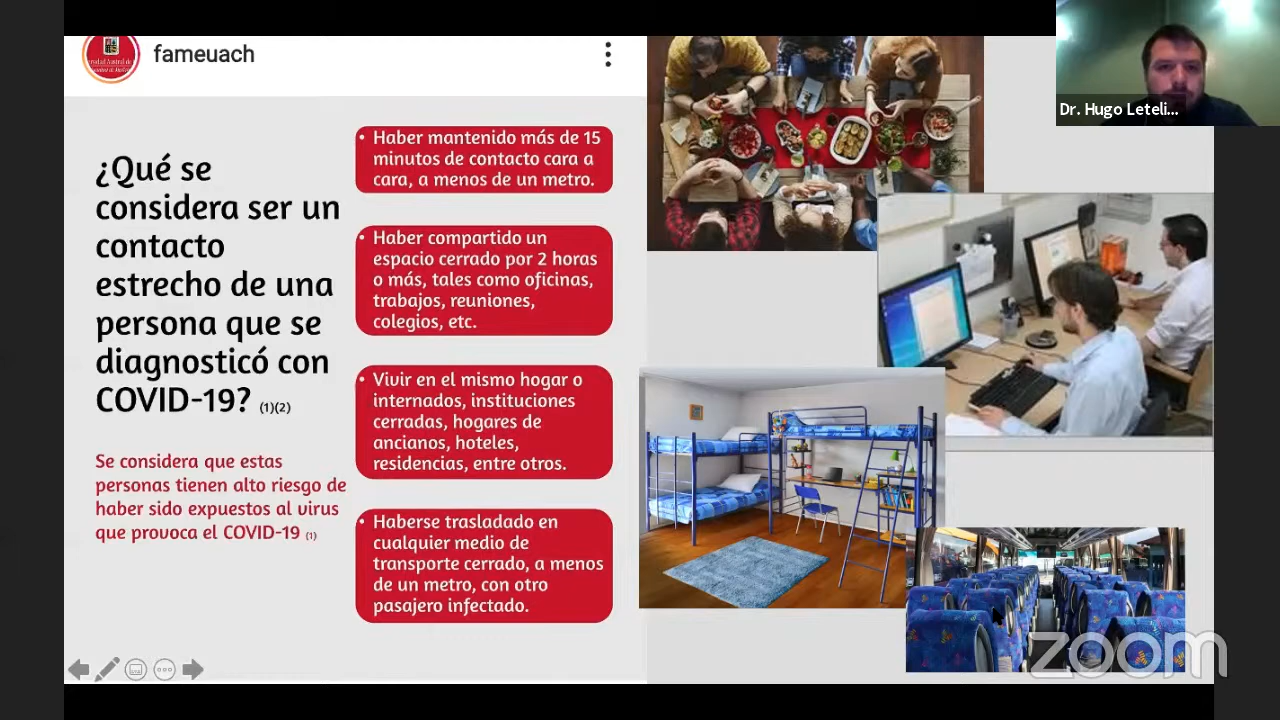 fameuach
¿Qué se
considera ser un
contacto
estrecho de una
persona que se
diagnosticó con
COVID-19? (1)(2)
Se considera que estas
personas tienen alto riesgo de
haber sido expuestos al virus
que provoca el COVID-19 (1)
• Haber mantenido más de 15
minutos de contacto cara a
cara, a menos de un metro.
• Haber compartido un
espacio cerrado por 2 horas
o más, tales como oficinas,
trabajos, reuniones,
colegios, etc.
• Vivir en el mismo hogar o
internados, instituciones
cerradas, hogares de
ancianos, hoteles,
residencias, entre otros.
• Haberse trasladado en
cualquier medio de
transporte cerrado, a menos
de un metro, con otro
pasajero infectado.
Dr. Hugo Leteli...
zoom